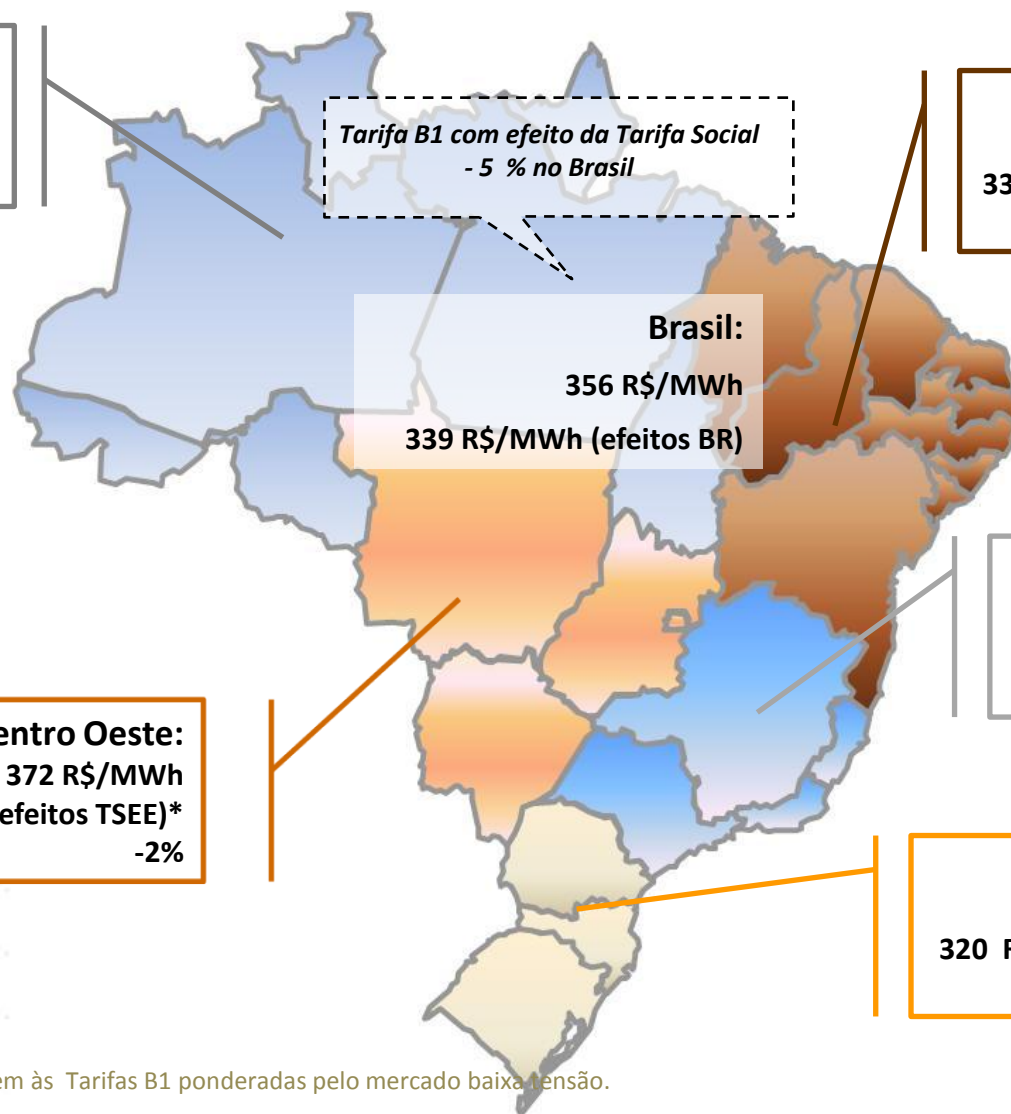 Tarifa B1 com efeito da Tarifa Social
- 5 % no Brasil
33
Brasil:
356 R$/MWh
339 R$/MWh (efeitos BR)
entro Oeste:
372 R$/MWh
efeitos TSEE)*
-2%
320 R
em às Tarifas B1 ponderadas pelo mercado baixa tensão.